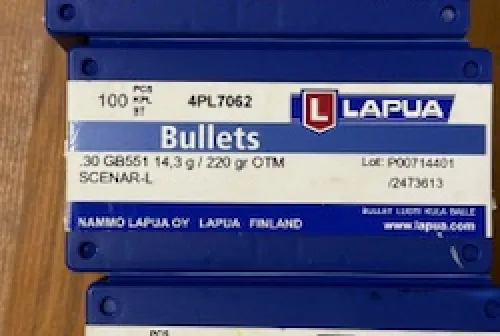 100 PCS KPL ST 4PL7062 L LAPUA
Bullets
.30 GB551 14,3 g / 220 gr OTM
SCENAR-L
Lot: P00714401
/2473613
BULLET LUOTI KULA BALLE
NAMMO LAPUA OY LAPUA FINLAND
www.lapua.com
PCS